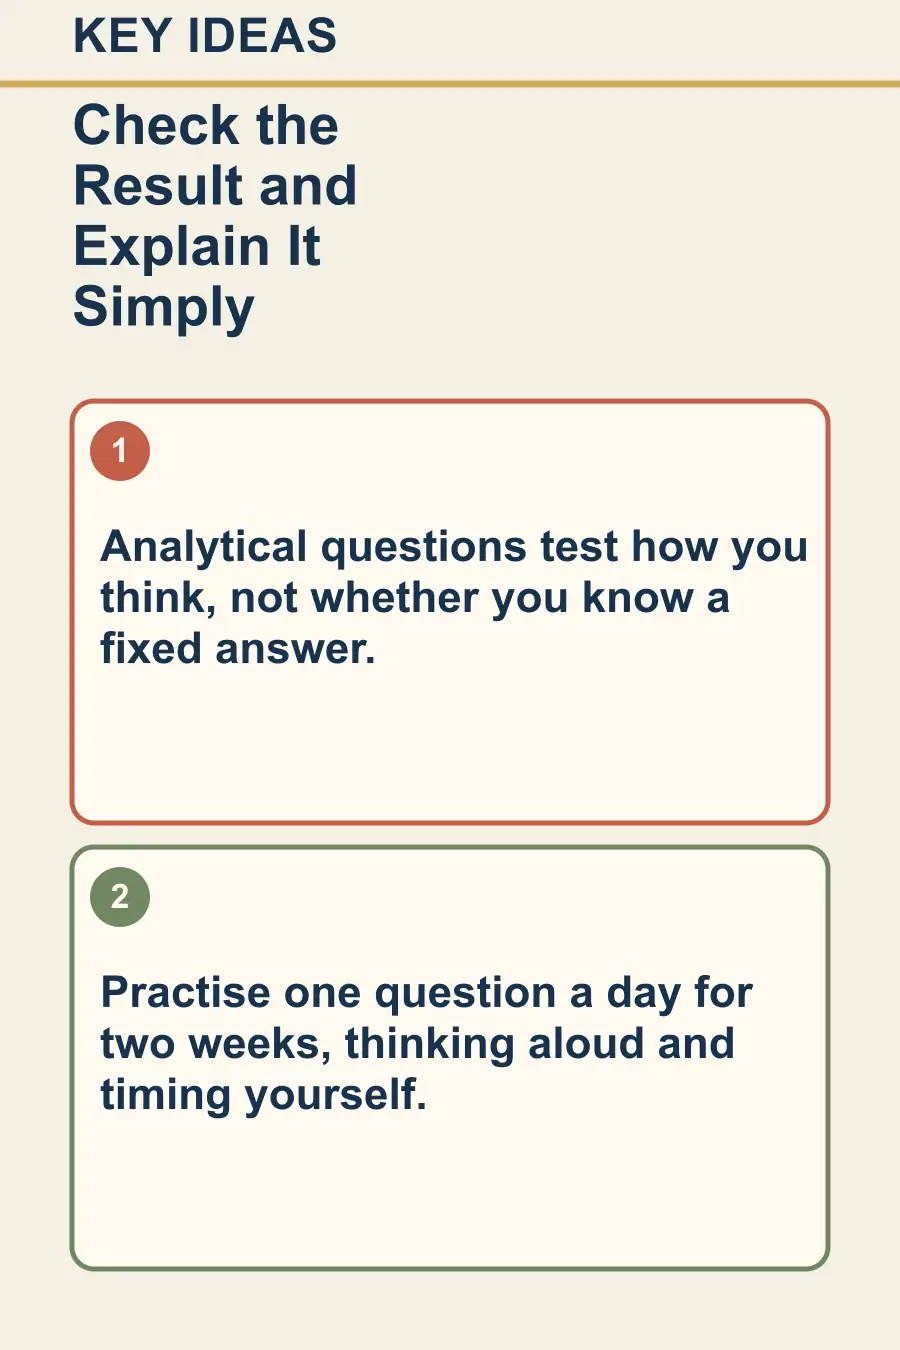 KEY IDEAS
Check the
Result and
Explain It
Simply
1
Analytical questions test how you
think, not whether you know a
fixed answer.
2
Practise one question a day for
two weeks, thinking aloud and
timing yourself.